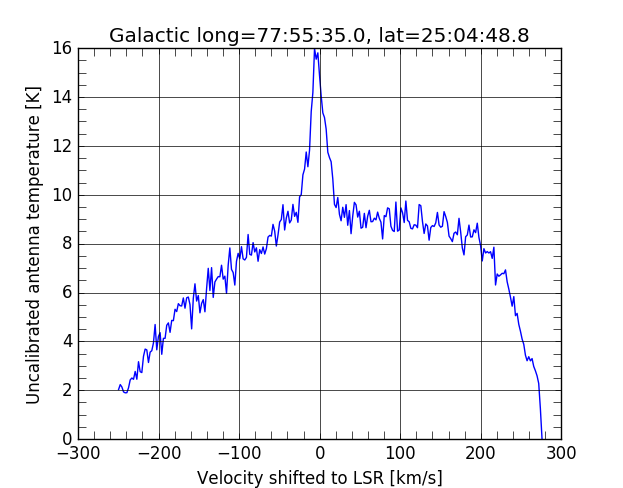 Galactic long=77:55:35.0, lat=25:04:48.8
Uncalibrated antenna temperature [K]
16
14
12
10
8
6
4
2
0
−300 −200 −100 0 100 200 300
Velocity shifted to LSR [km/s]